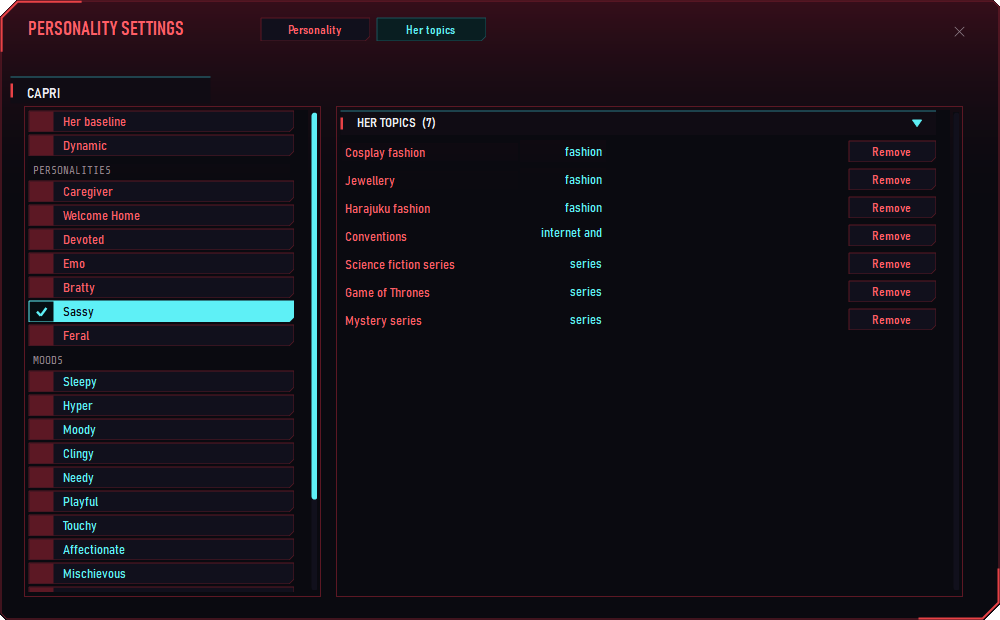 PERSONALITY SETTINGS
Personality
Her topics
CAPRI
Her baseline
Dynamic
PERSONALITIES
Caregiver
Welcome Home
Devoted
Emo
Bratty
Sassy
Feral
MOODS
Sleepy
Hyper
Moody
Clingy
Needy
Playful
Touchy
Affectionate
Mischievous
HER TOPICS (7)
Cosplay fashion fashion Remove
Jewellery fashion Remove
Harajuku fashion fashion Remove
Conventions internet and Remove
Science fiction series series Remove
Game of Thrones series Remove
Mystery series series Remove